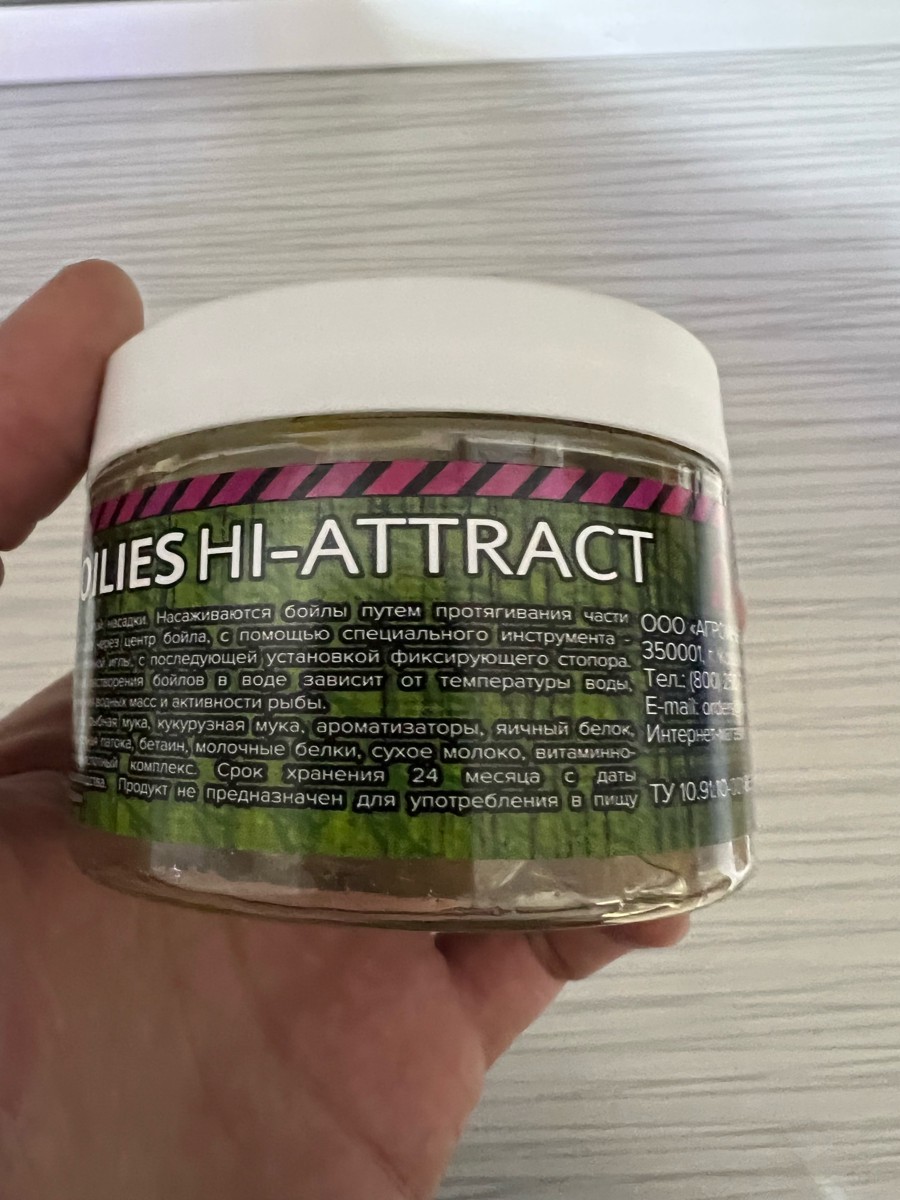 OILIES HI-ATTRACT
насадки. Насаживаются бойлы путем протягивания части
через центр бойла, с помощью специального инструмента -
иглы, с последующей установкой фиксирующего стопора.
растворения бойлов в воде зависит от температуры воды,
водных масс и активности рыбы.
рыбная мука, кукурузная мука, ароматизаторы, яичный белок,
патока, бетаин, молочные белки, сухое молоко, витаминно-
комплекс. Срок хранения 24 месяца с даты
Продукт не предназначен для употребления в пищу
ООО
350001, г.
Тел.: (800)
E-mail:
ТУ 10.91.10-